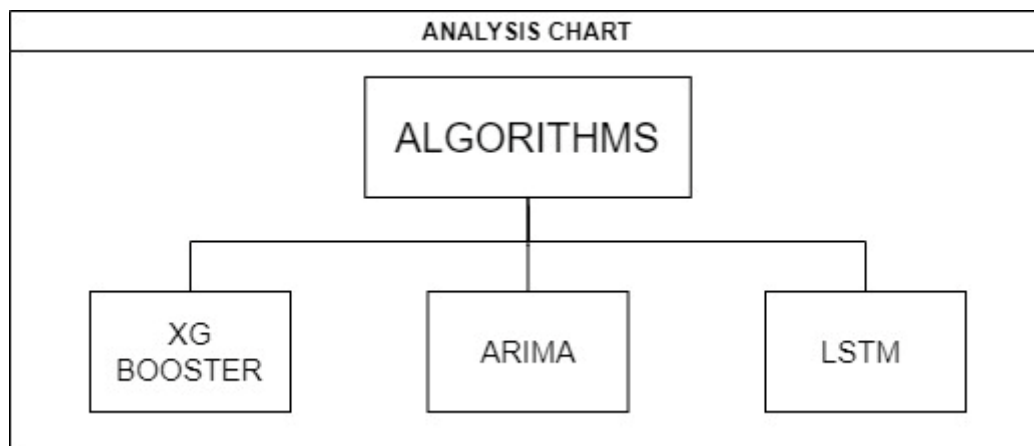 ANALYSIS CHART
ALGORITHMS
XG
BOOSTER
ARIMA
LSTM